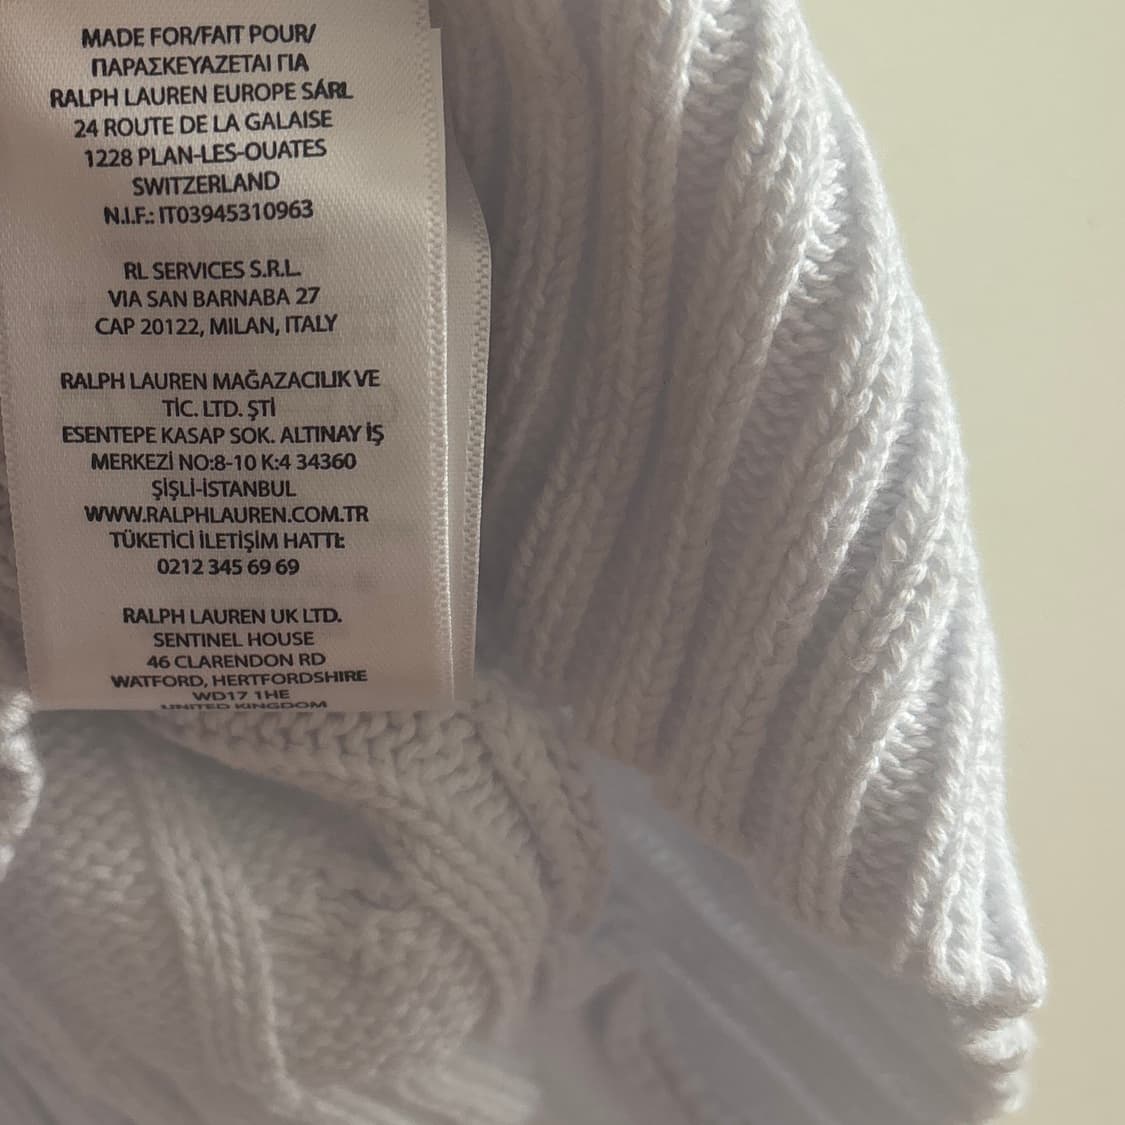 MADE FOR/FAIT POUR/
ΠΑΡΑΣΚΕΥΑΖΕΤΑΙ ΓΙΑ
RALPH LAUREN EUROPE SÁRL
24 ROUTE DE LA GALAISE
1228 PLAN-LES-OUATES
SWITZERLAND
N.I.F.: IT03945310963
RL SERVICES S.R.L.
VIA SAN BARNABA 27
CAP 20122, MILAN, ITALY
RALPH LAUREN MAĞAZACILIK VE
TİC. LTD. ŞTİ
ESENTEPE KASAP SOK. ALTINAY İŞ
MERKEZİ NO:8-10 K:4 34360
ŞİŞLİ-İSTANBUL
WWW.RALPHLAUREN.COM.TR
TÜKETİCİ İLETİŞİM HATTI:
0212 345 69 69
RALPH LAUREN UK LTD.
SENTINEL HOUSE
46 CLARENDON RD
WATFORD, HERTFORDSHIRE
WD17 1HE
UNITED KINGDOM